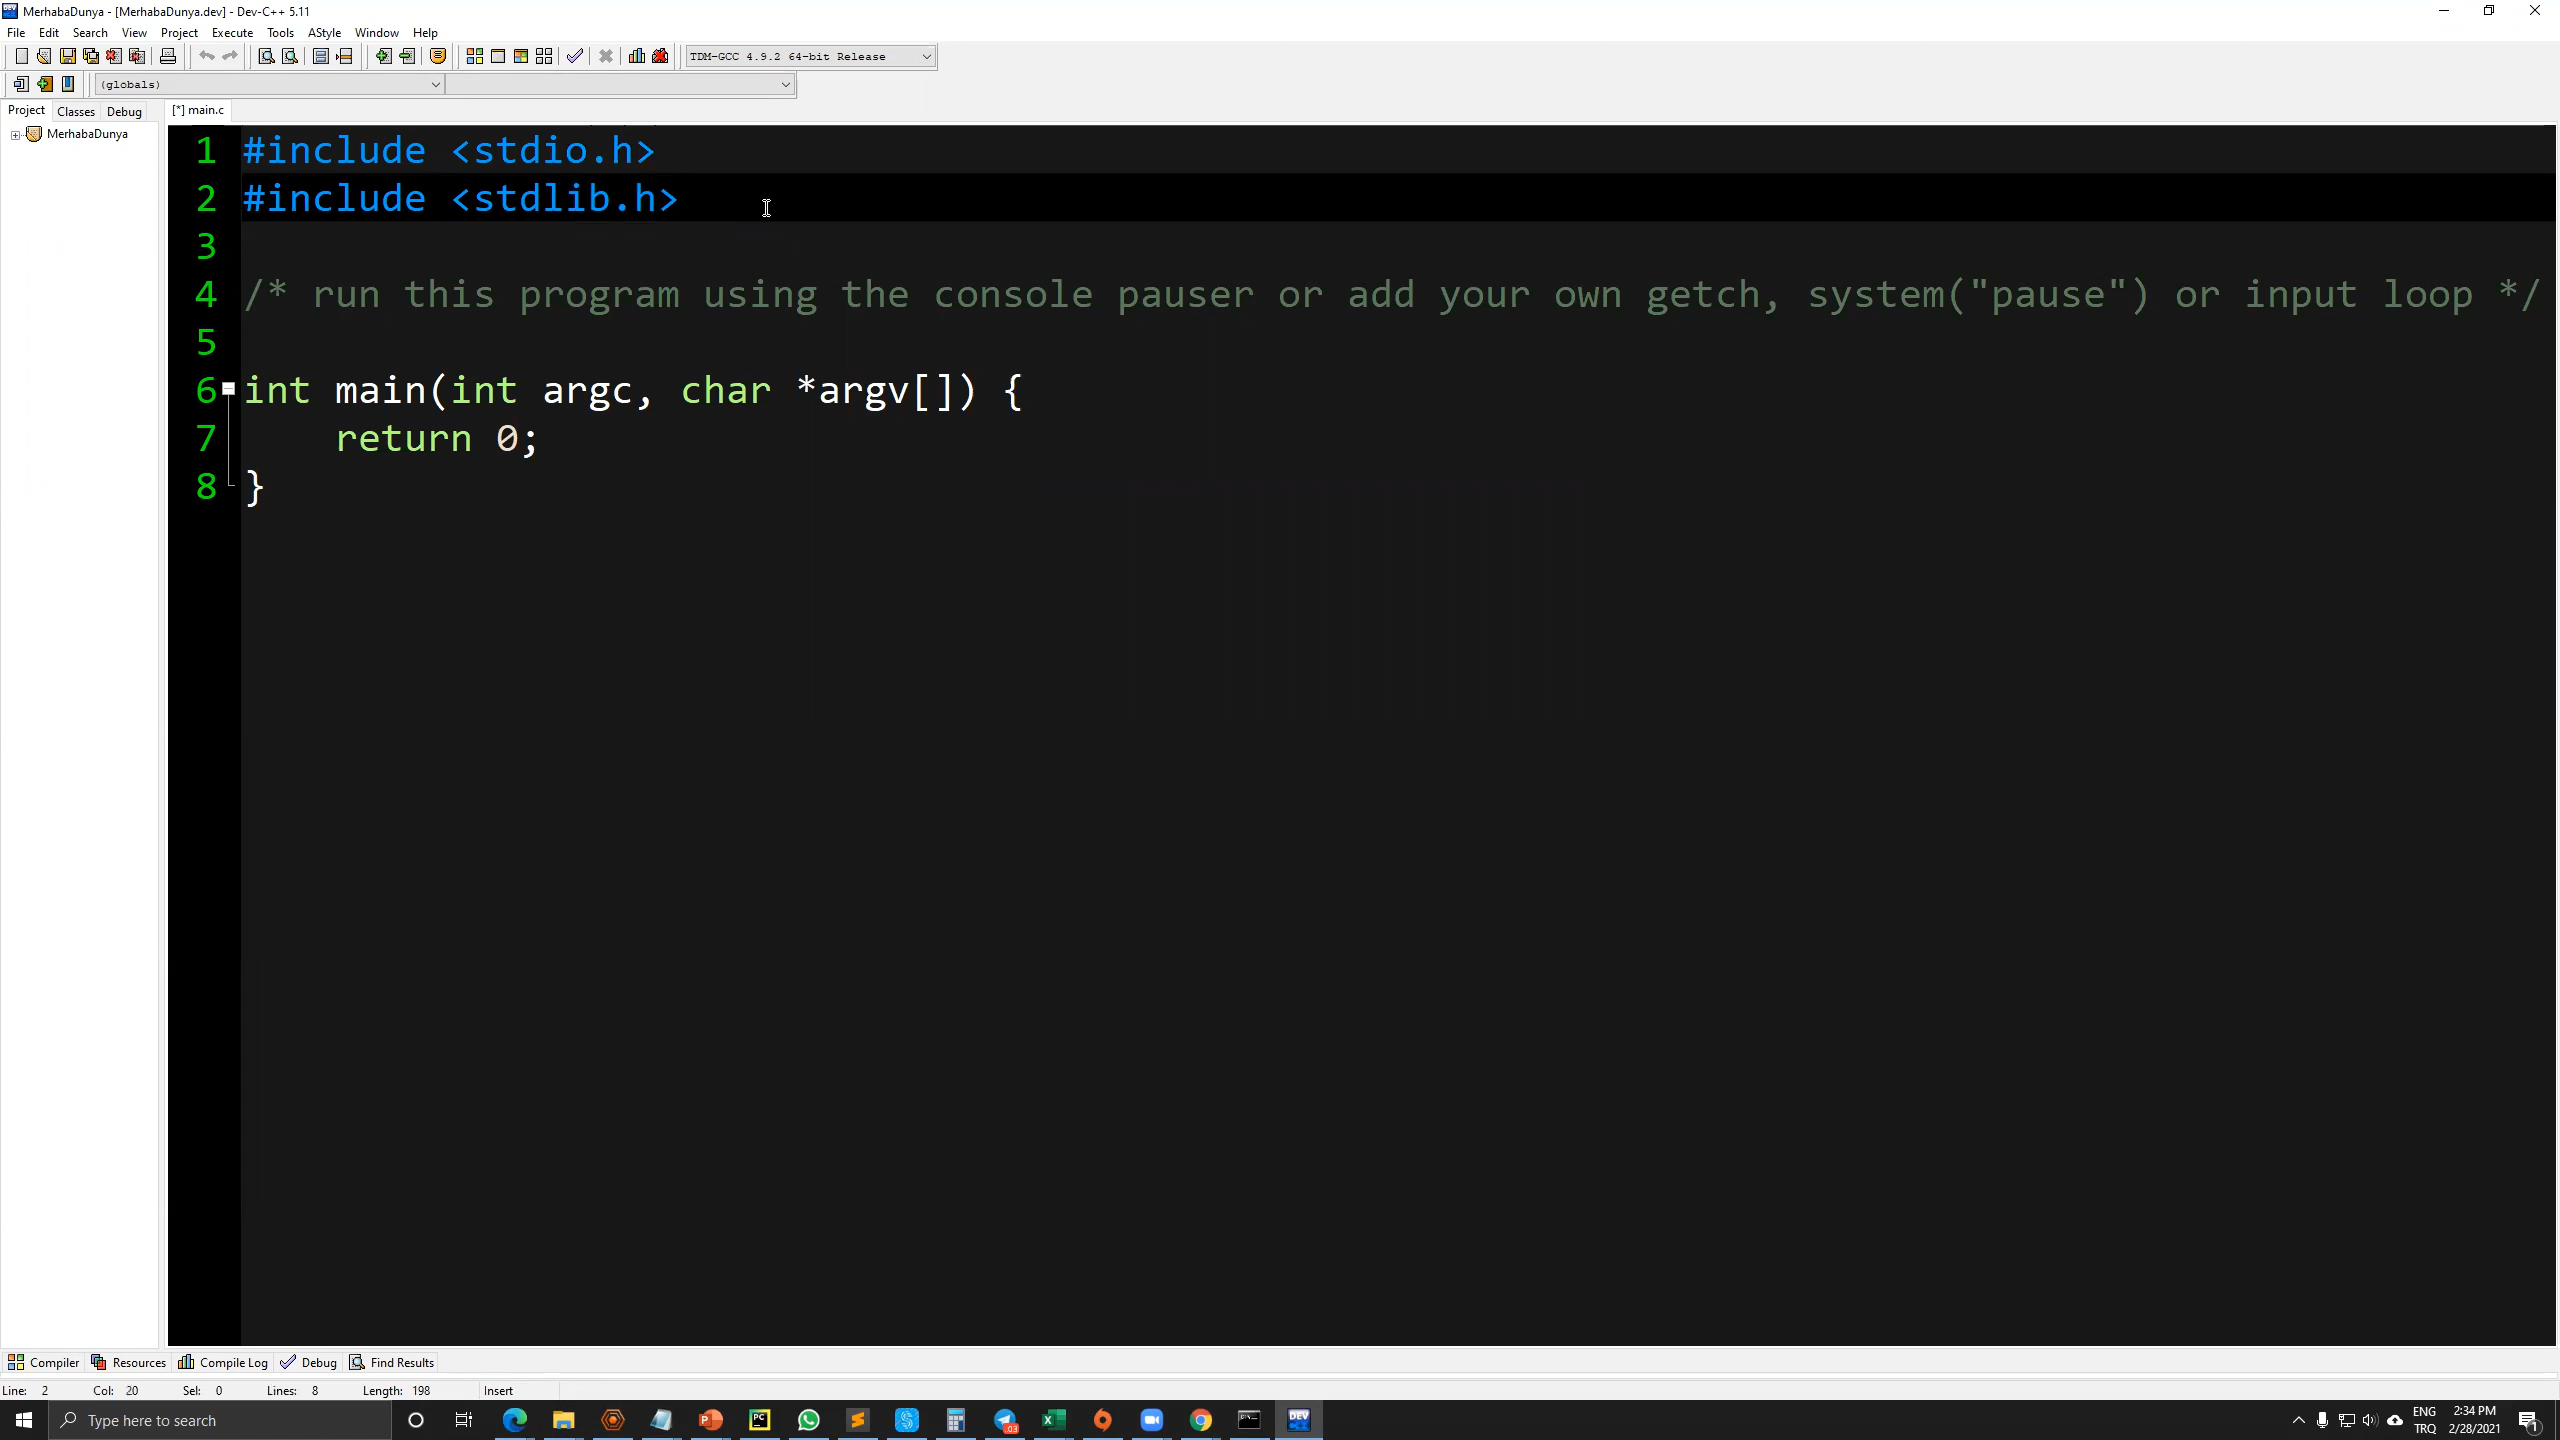 MerhabaDunya - [MerhabaDunya.dev] - Dev-C++ 5.11
File Edit Search View Project Execute Tools AStyle Window Help
TDM-GCC 4.9.2 64-bit Release
(globals)
Project Classes Debug [*] main.c
MerhabaDunya
1 #include <stdio.h>
2 #include <stdlib.h>
3
4 /* run this program using the console pauser or add your own getch, system("pause") or input loop */
5
6 int main(int argc, char *argv[]) {
7 return 0;
8 }
Compiler Resources Compile Log Debug Find Results
Line: 2 Col: 20 Sel: 0 Lines: 8 Length: 198 Insert
Type here to search
ENG 2:34 PM
TRQ 2/28/2021